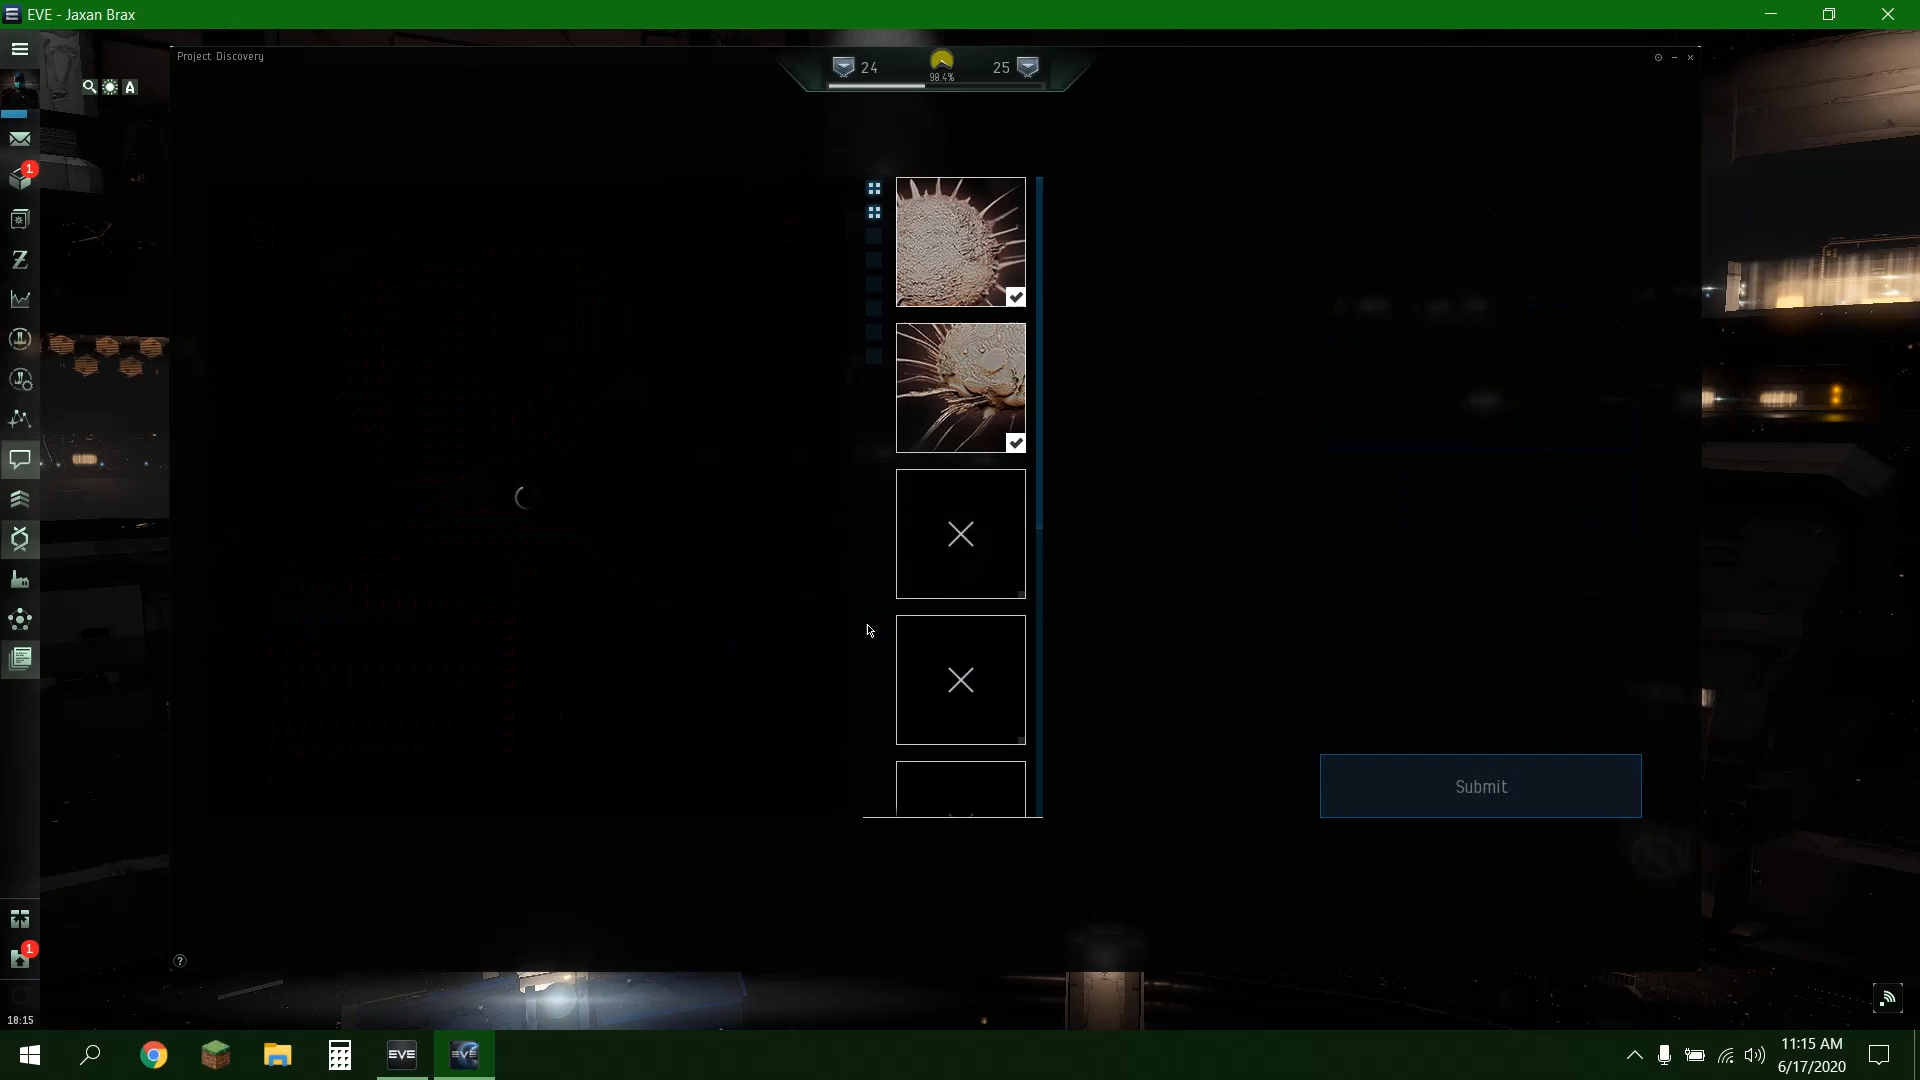 EVE - Jaxan Brax
Project Discovery
24
98.4%
25
A
1
Submit
1
?
18:15
EVE
EVE
11:15 AM
6/17/2020